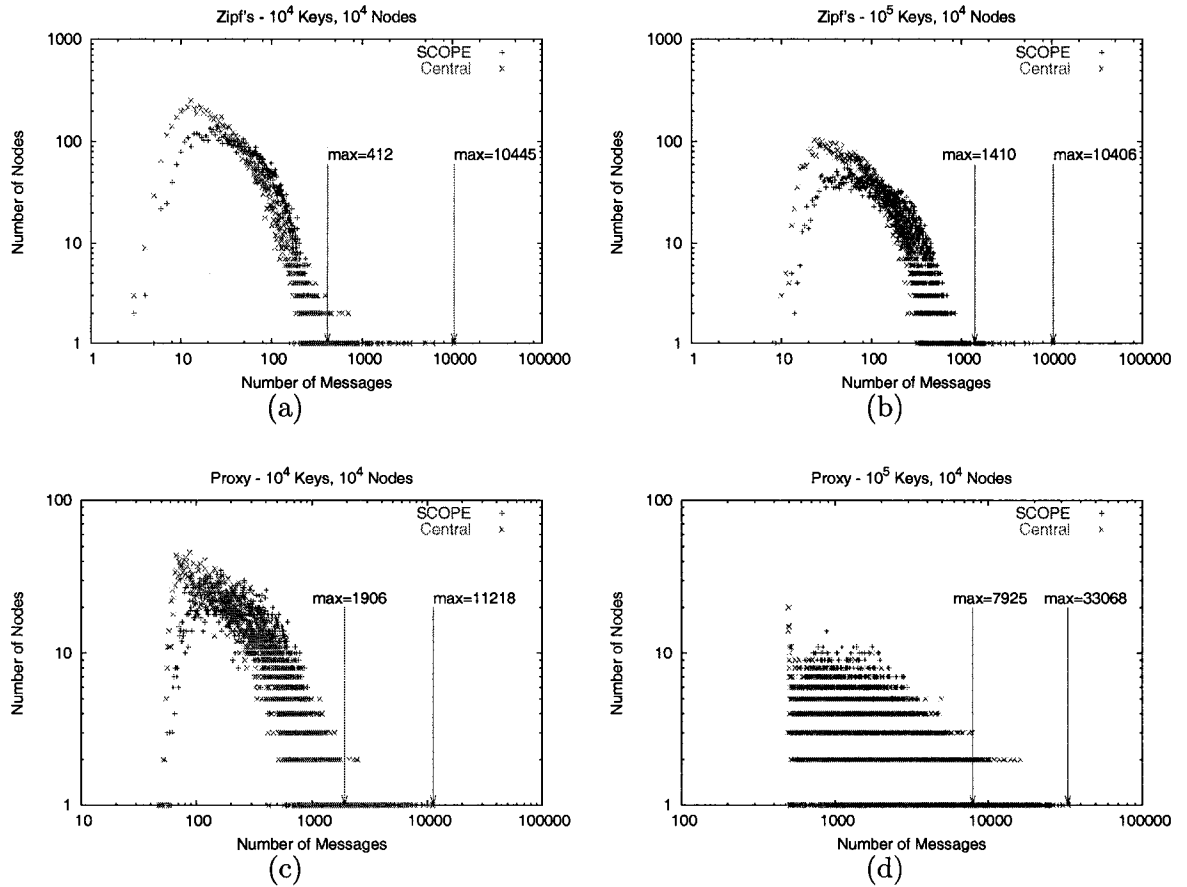 Zipf's - 10^4 Keys, 10^4 Nodes
1000
100
10
1
Number of Nodes
SCOPE +
Central ×
max=412
max=10445
1 10 100 1000 10000 100000
Number of Messages
(a)
Zipf's - 10^5 Keys, 10^4 Nodes
1000
100
10
1
Number of Nodes
SCOPE +
Central ×
max=1410
max=10406
1 10 100 1000 10000 100000
Number of Messages
(b)
Proxy - 10^4 Keys, 10^4 Nodes
100
10
1
Number of Nodes
SCOPE +
Central ×
max=1906
max=11218
10 100 1000 10000 100000
Number of Messages
(c)
Proxy - 10^5 Keys, 10^4 Nodes
100
10
1
Number of Nodes
SCOPE +
Central ×
max=7925
max=33068
100 1000 10000 100000
Number of Messages
(d)